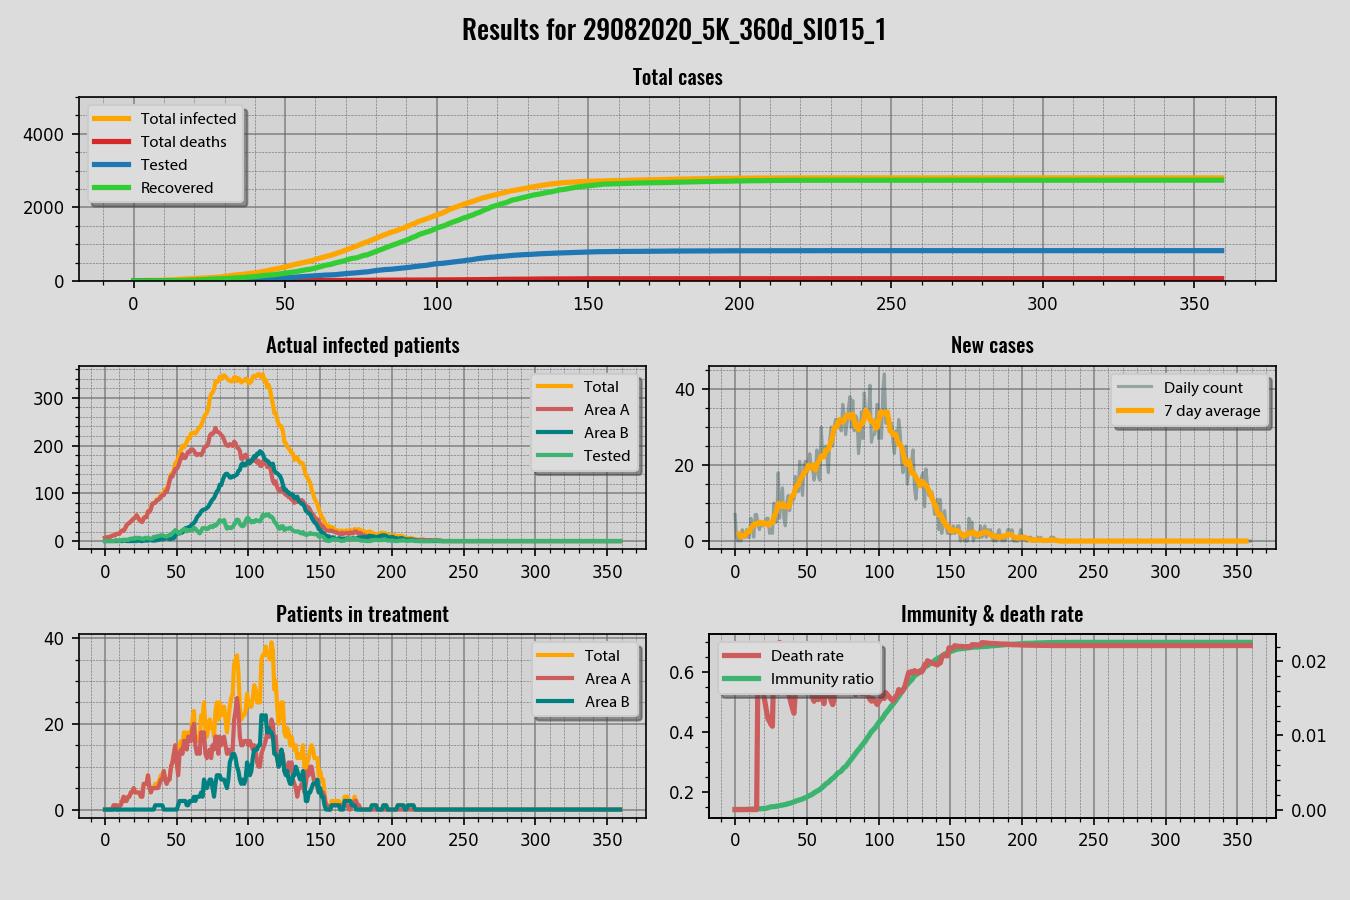 Results for 29082020_5K_360d_SI015_1
Total cases
Total infected
Total deaths
Tested
Recovered
4000
2000
0
0 50 100 150 200 250 300 350
Actual infected patients
Total
Area A
Area B
Tested
300
200
100
0
0 50 100 150 200 250 300 350
New cases
Daily count
7 day average
40
20
0
0 50 100 150 200 250 300 350
Patients in treatment
Total
Area A
Area B
40
20
0
0 50 100 150 200 250 300 350
Immunity & death rate
Death rate
Immunity ratio
0.6
0.4
0.2
0.02
0.01
0.00
0 50 100 150 200 250 300 350